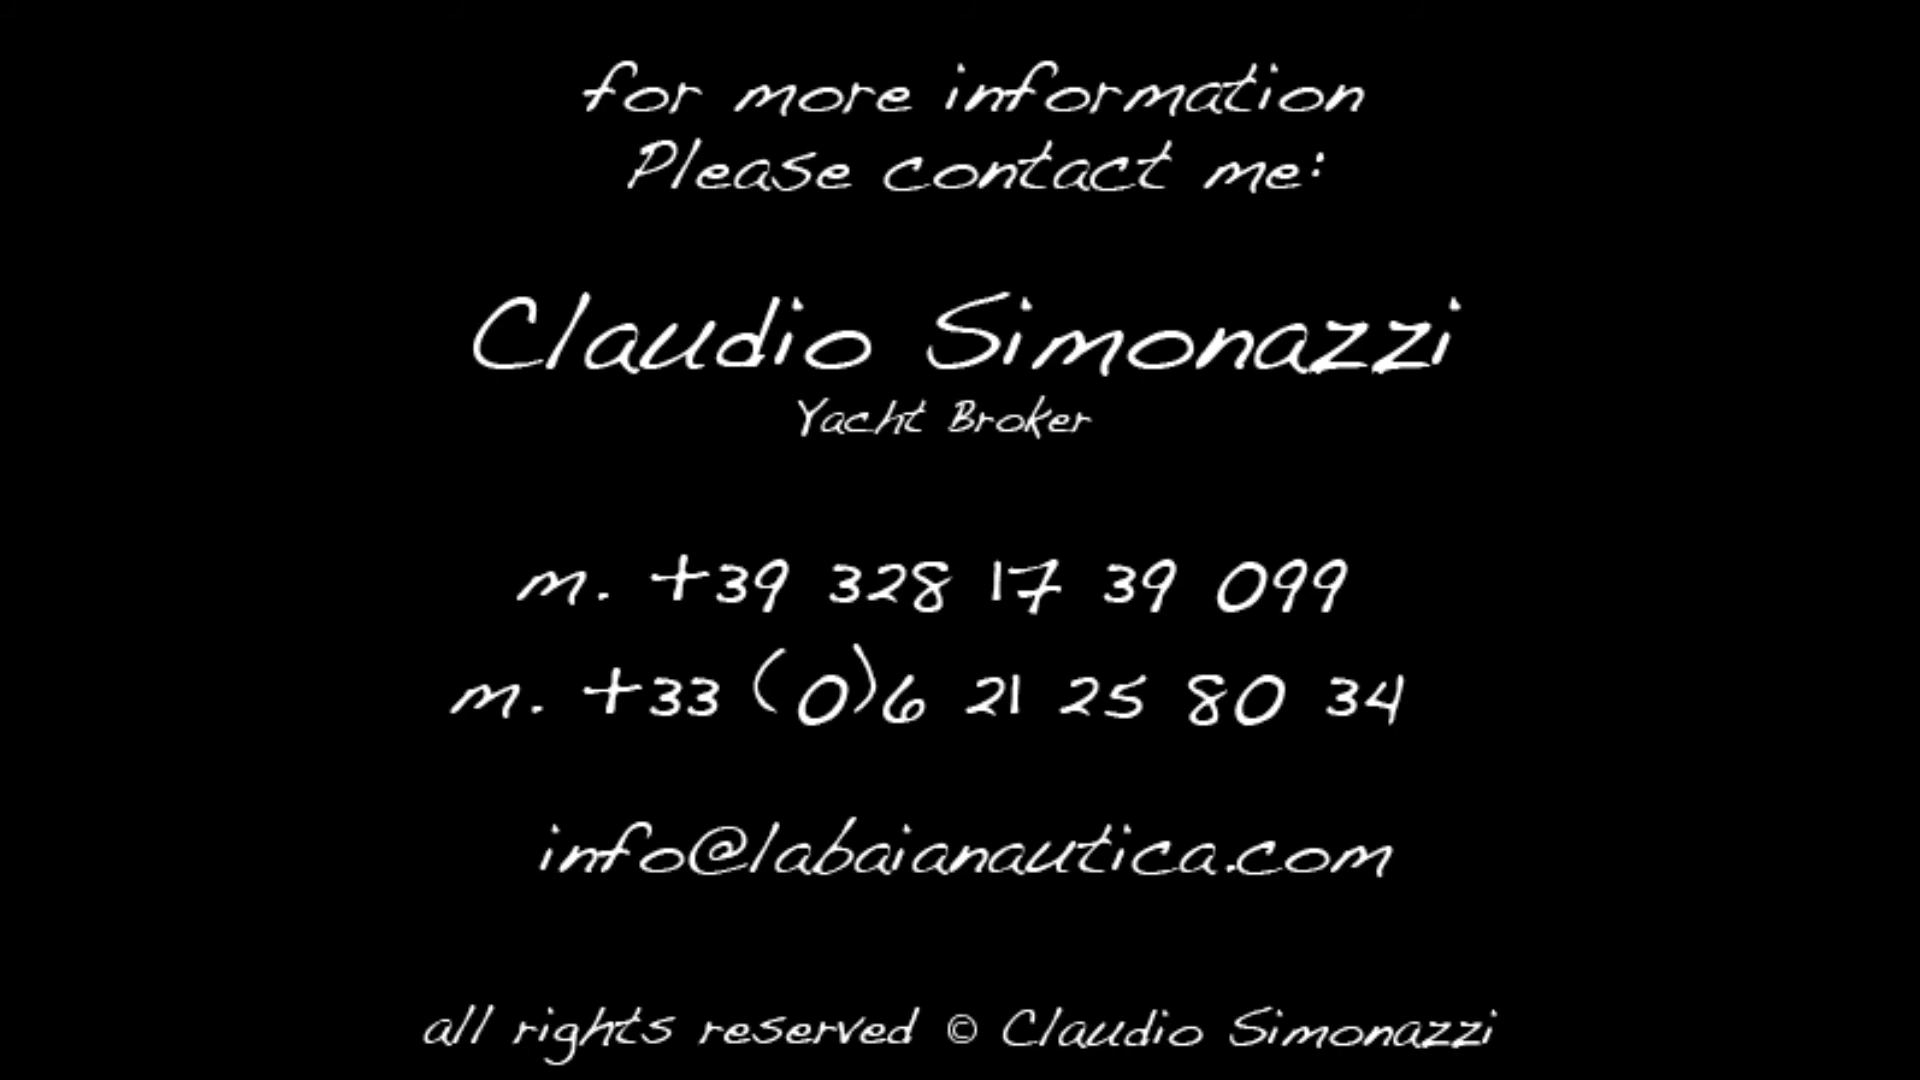 for more information
Please contact me:
Claudio Simonazzi
Yacht Broker
m. +39 328 17 39 099
m. +33 (0)6 21 25 80 34
info@labaianautica.com
all rights reserved © Claudio Simonazzi